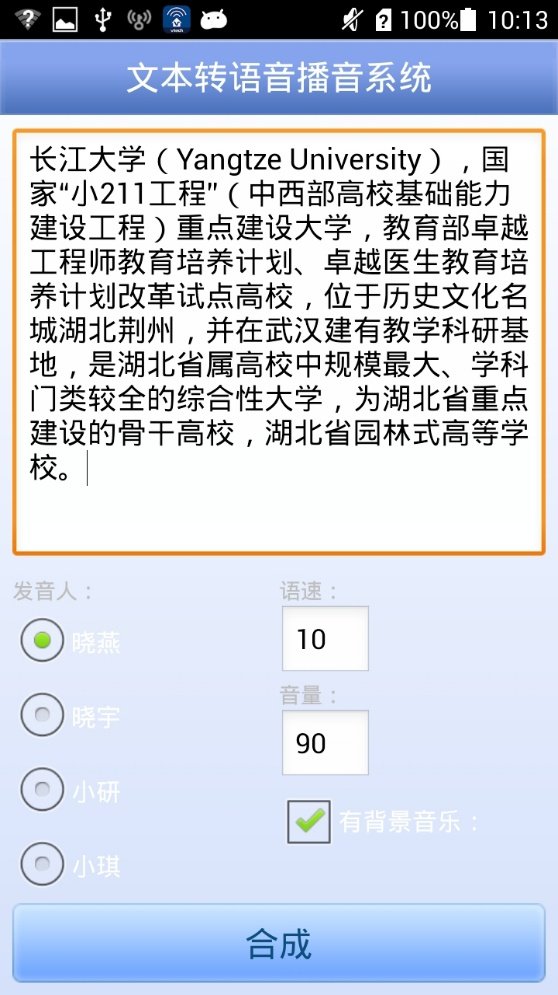 100% 10:13
文本转语音播音系统
长江大学（Yangtze University），国
家“小211工程”（中西部高校基础能力
建设工程）重点建设大学，教育部卓越
工程师教育培养计划、卓越医生教育培
养计划改革试点高校，位于历史文化名
城湖北荆州，并在武汉建有教学科研基
地，是湖北省属高校中规模最大、学科
门类较全的综合性大学，为湖北省重点
建设的骨干高校，湖北省园林式高等学
校。
发音人：
晓燕
晓宇
小研
小琪
语速：
10
音量：
90
有背景音乐：
合成